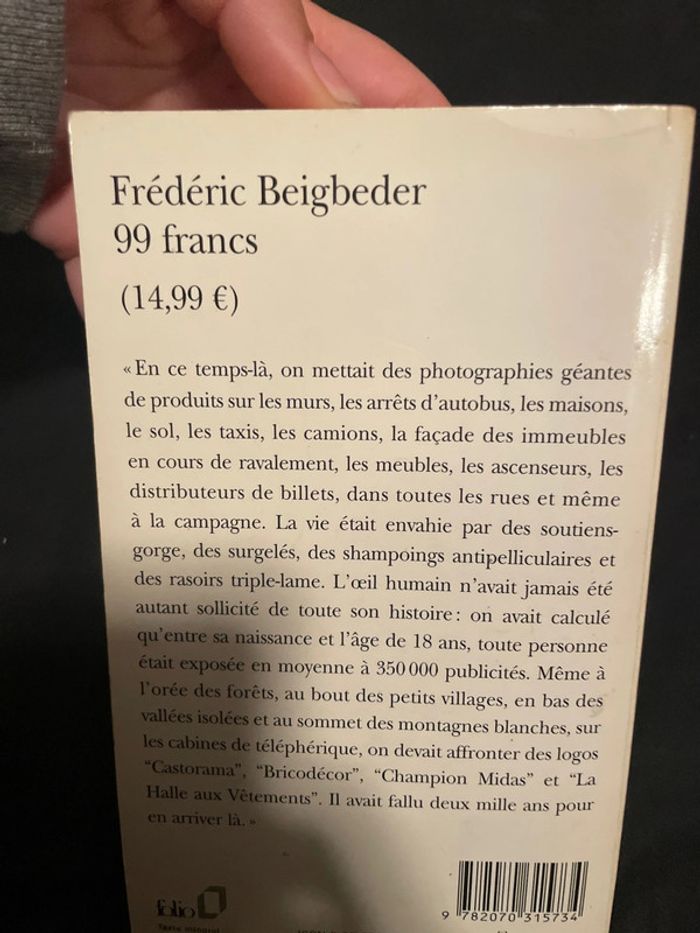 Frédéric Beigbeder
99 francs
(14,99 €)
« En ce temps-là, on mettait des photographies géantes
de produits sur les murs, les arrêts d’autobus, les maisons,
le sol, les taxis, les camions, la façade des immeubles
en cours de ravalement, les meubles, les ascenseurs, les
distributeurs de billets, dans toutes les rues et même
à la campagne. La vie était envahie par des soutiens-
gorge, des surgelés, des shampoings antipelliculaires et
des rasoirs triple-lame. L’œil humain n’avait jamais été
autant sollicité de toute son histoire : on avait calculé
qu’entre sa naissance et l’âge de 18 ans, toute personne
était exposée en moyenne à 350 000 publicités. Même à
l’orée des forêts, au bout des petits villages, en bas des
vallées isolées et au sommet des montagnes blanches, sur
les cabines de téléphérique, on devait affronter des logos
“Castorama”, “Bricodécor”, “Champion Midas” et “La
Halle aux Vêtements”. Il avait fallu deux mille ans pour
en arriver là. »
folio
9 782070 315734